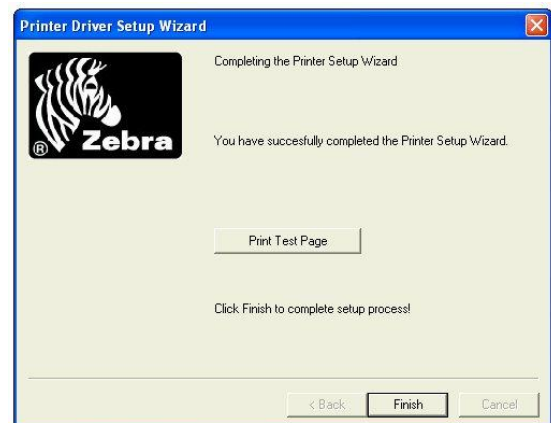 Printer Driver Setup Wizard
Completing the Printer Setup Wizard
You have succesfully completed the Printer Setup Wizard.
Zebra
®
Print Test Page
Click Finish to complete setup process!
< Back
Finish
Cancel